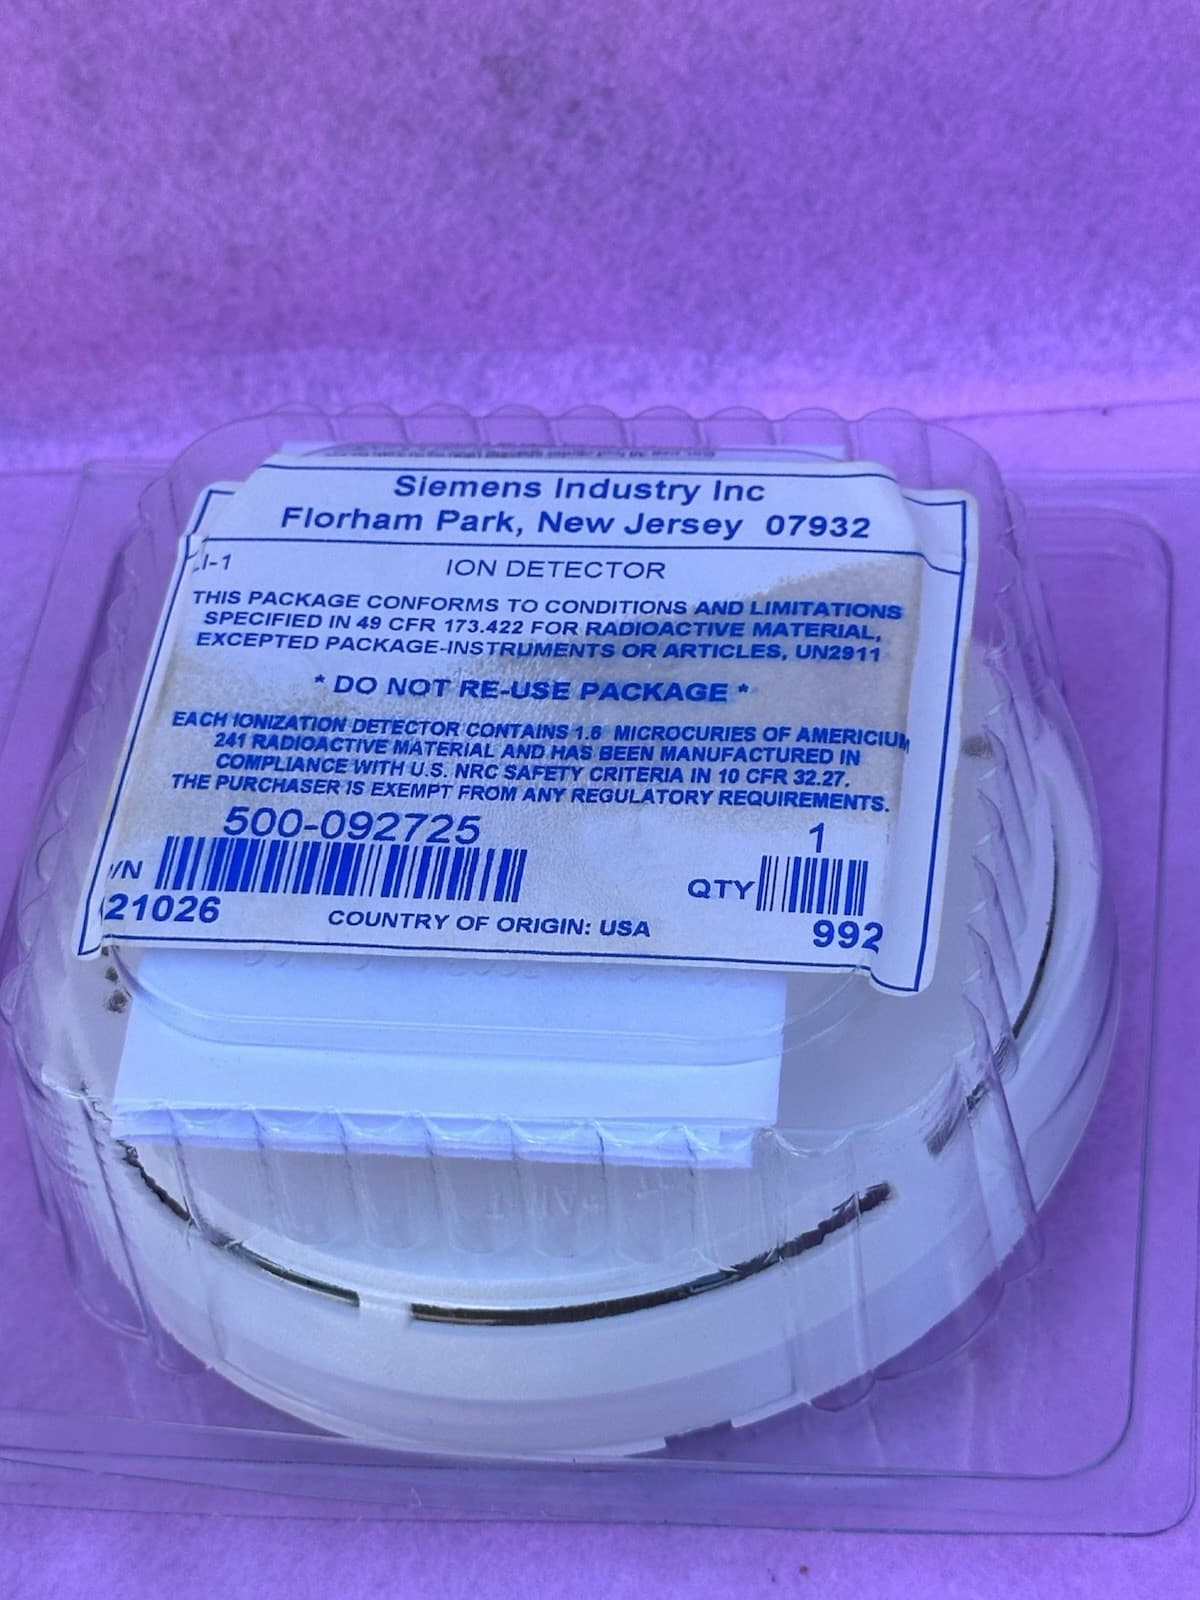 Siemens Industry Inc
Florham Park, New Jersey 07932
I-1
ION DETECTOR
THIS PACKAGE CONFORMS TO CONDITIONS AND LIMITATIONS
SPECIFIED IN 49 CFR 173.422 FOR RADIOACTIVE MATERIAL,
EXCEPTED PACKAGE-INSTRUMENTS OR ARTICLES, UN2911
* DO NOT RE-USE PACKAGE *
EACH IONIZATION DETECTOR CONTAINS MICROCURIES OF AMERICIUM
241 RADIOACTIVE MATERIAL AND HAS BEEN MANUFACTURED IN
COMPLIANCE WITH U.S. NRC SAFETY CRITERIA IN 10 CFR 32.27.
THE PURCHASER IS EXEMPT FROM ANY REGULATORY REQUIREMENTS.
500-092725
1
/N
QTY
21026
COUNTRY OF ORIGIN: USA
992